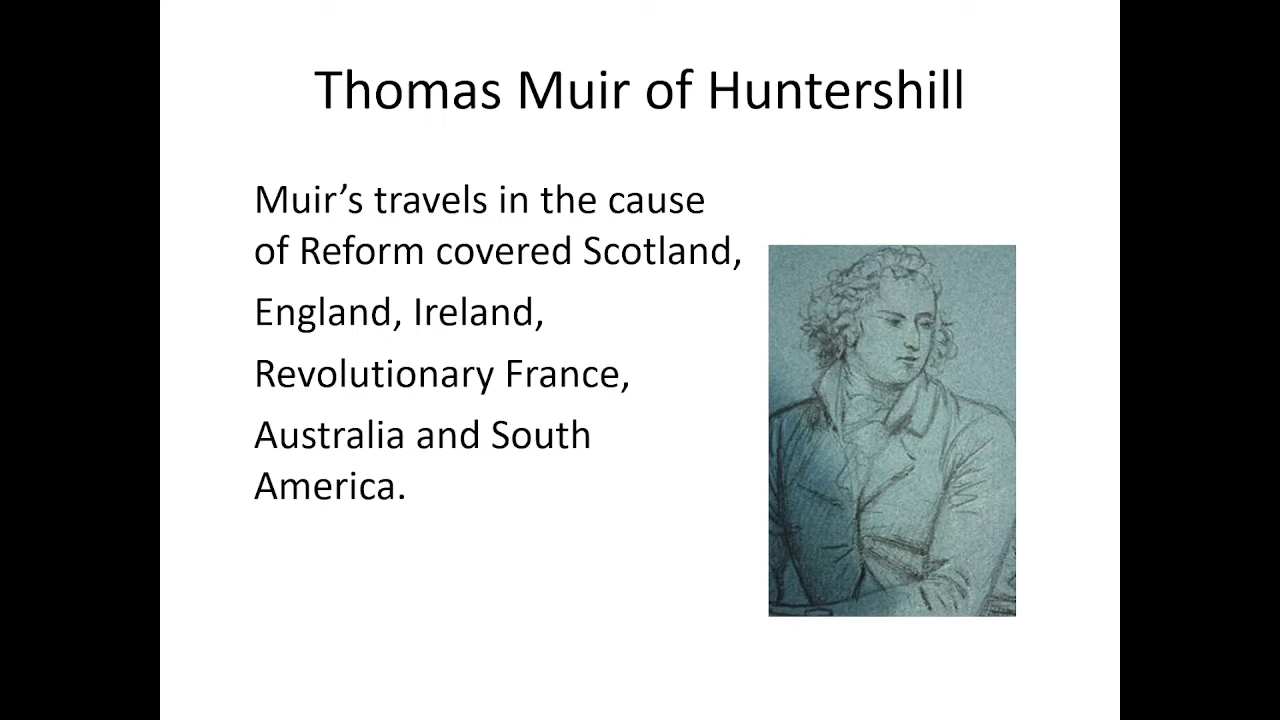 Thomas Muir of Huntershill
Muir’s travels in the cause
of Reform covered Scotland,
England, Ireland,
Revolutionary France,
Australia and South
America.